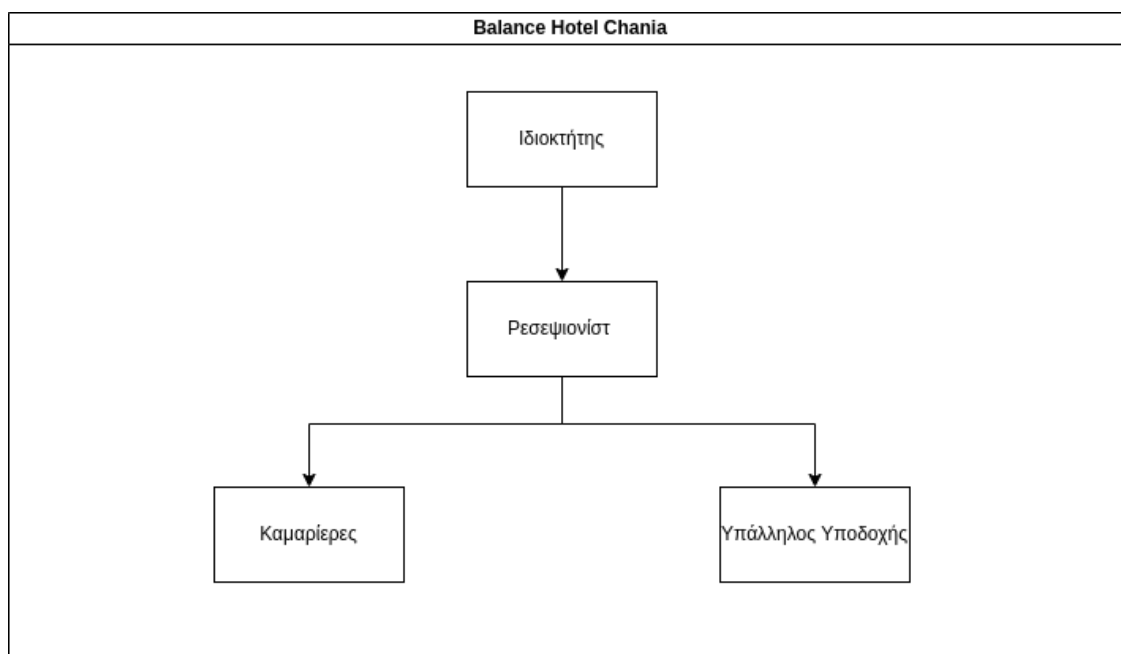 Balance Hotel Chania
Ιδιοκτήτης
Ρεσεψιονίστ
Καμαρίερες
Υπάλληλος Υποδοχής